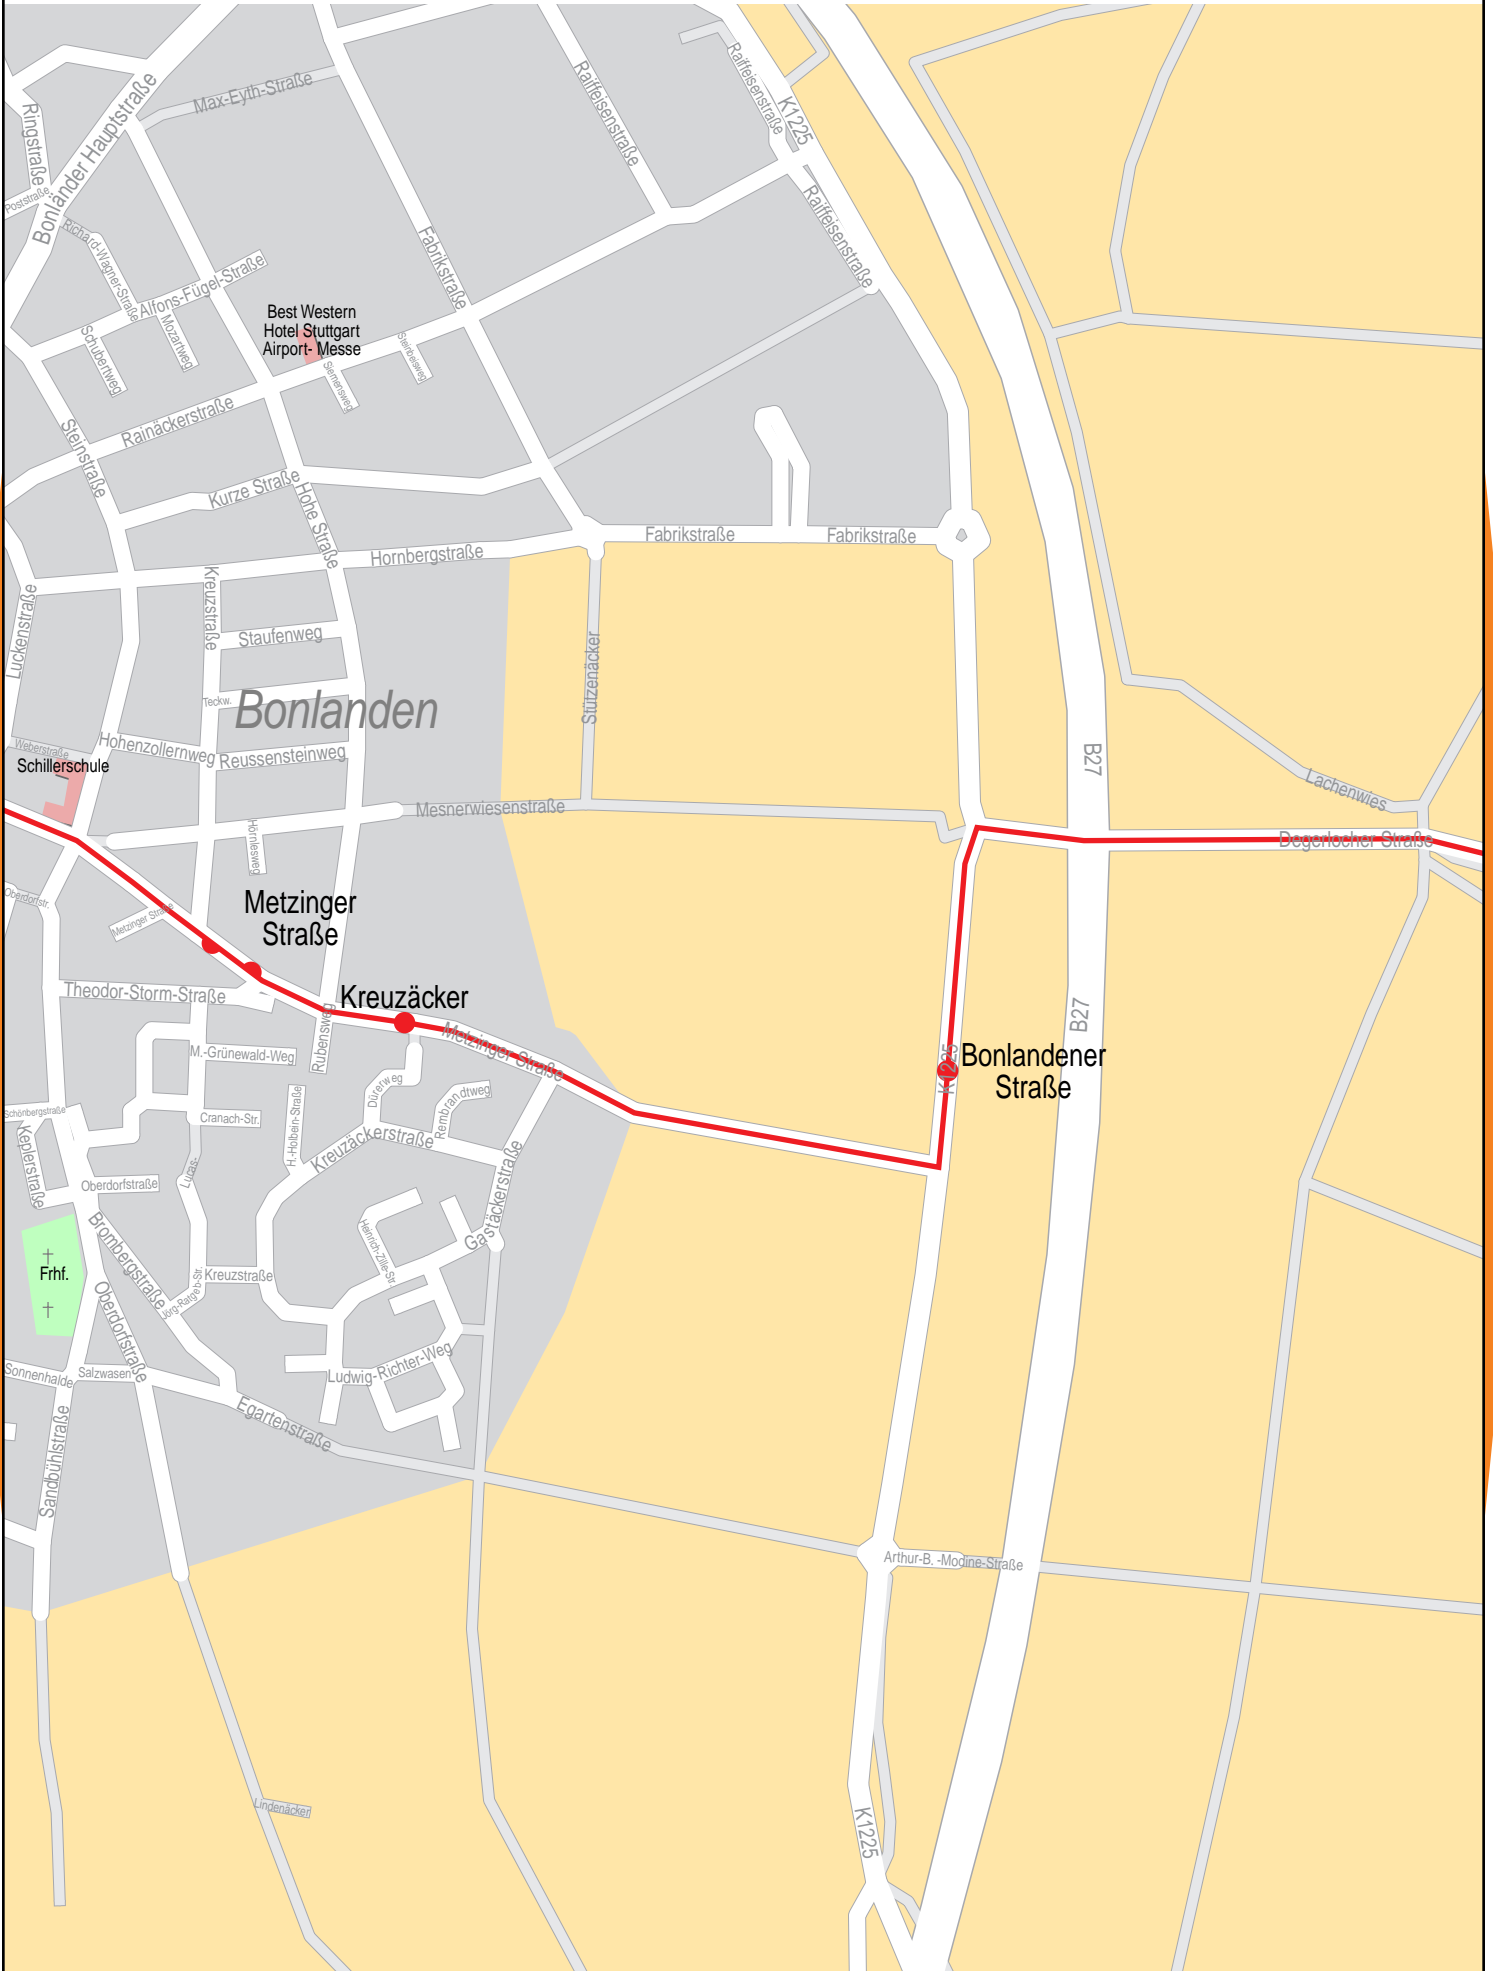 Max-Eyth-Straße
Raiffeisenstraße
Raiffeisenstraße
K1225
Ringstraße
Bonländer Hauptstraße
Poststraße
Richard-Wagner-Straße
Raiffeisenstraße
Fabrikstraße
Alfons-Fügel-Straße
Mozartweg
Schubertweg
Best Western
Hotel Stuttgart
Airport- Messe
Steinbeisweg
Siemensweg
Rainäckerstraße
Steinstraße
Kurze Straße
Hohe Straße
Hornbergstraße
Fabrikstraße
Fabrikstraße
Kreuzstraße
Luckenstraße
Staufenweg
Stützenäcker
Teckw.
Bonlanden
Hohenzollernweg
Reussensteinweg
Weberstraße
Schillerschule
B27
Lachenwies
Mesnerwiesenstraße
Hörnlesweg
Degerlocher Straße
Oberdorfstr.
Metzinger Straße
Metzinger
Straße
Theodor-Storm-Straße
Kreuzäcker
Rubensweg
Metzinger Straße
B27
K1225
Bonlandener
Straße
M.-Grünewald-Weg
Dürerweg
Rembrandtweg
H.-Holbein-Straße
Schönbergstraße
Cranach-Str.
Keplerstraße
Kreuzäckerstraße
Lucas-
Oberdorfstraße
Gastäckerstraße
Brombergstraße
Heinrich-Zille-Str.
Frhf.
Kreuzstraße
Jörg-Ratgeb-Str.
Oberdorfstraße
Sonnenhalde
Salzwasen
Ludwig-Richter-Weg
Egartenstraße
Sandbühlstraße
Arthur-B. -Modine-Straße
Lindenäcker
K1225